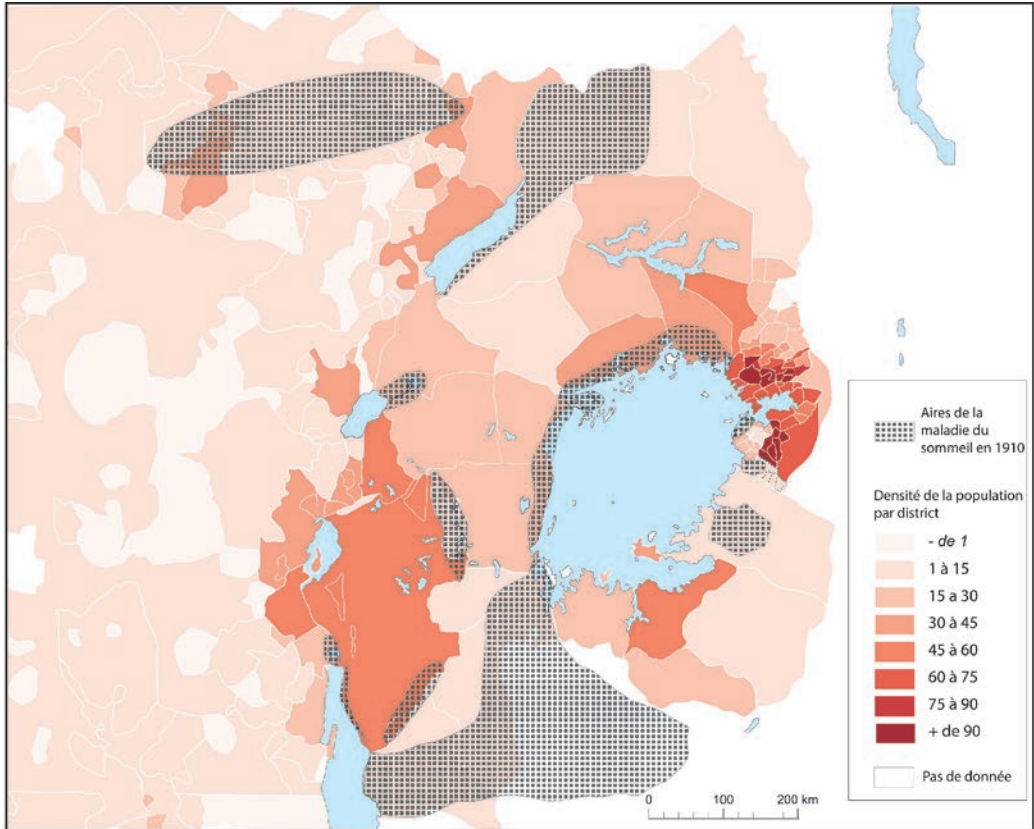 Aires de la
maladie du
sommeil en 1910
Densité de la population
par district
- de 1
1 à 15
15 a 30
30 à 45
45 à 60
60 à 75
75 à 90
+ de 90
Pas de donnée
0 100 200 km